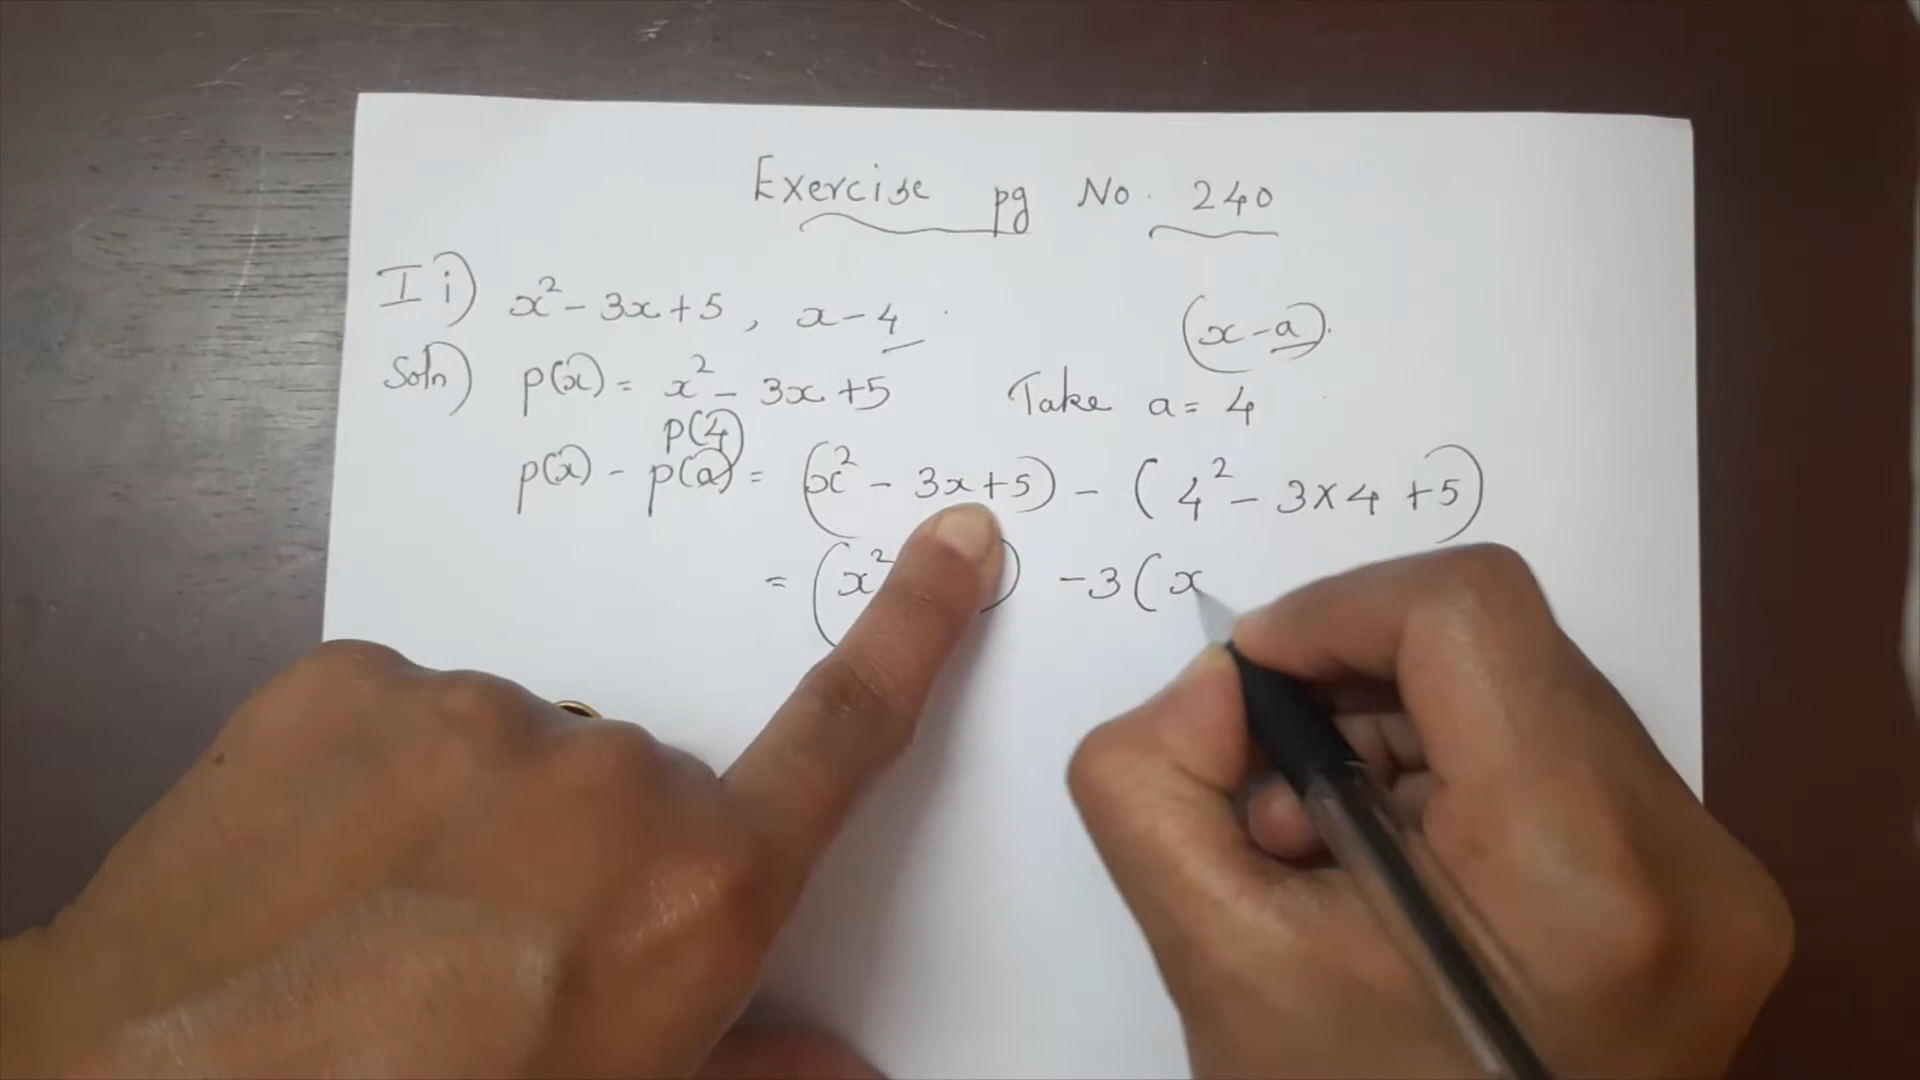 Exercise pg No. 240
I i) x² - 3x + 5 , x - 4
(x - a).
Soln) p(x) = x² - 3x + 5 Take a = 4
p(4)
p(x) - p(a) = (x² - 3x + 5) - (4² - 3 × 4 + 5)
= (x² ) - 3 ( x